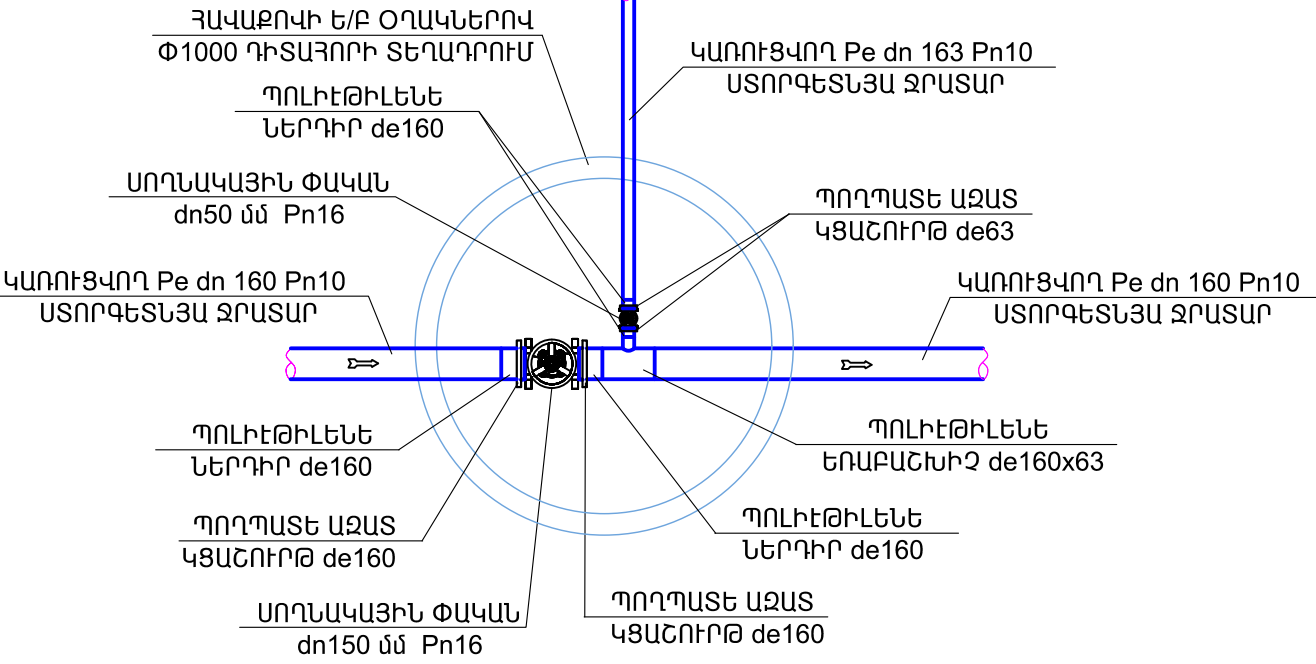 ՀԱՎԱՔՈՎԻ Ե/Բ ՕՂԱԿՆԵՐՈՎ
Փ1000 ԴԻՏԱՀՈՐԻ ՏԵՂԱԴՐՈՒՄ
ԿԱՌՈՒՑՎՈՂ Pe dn 163 Pn10
ՍՏՈՐԳԵՏՆՅԱ ՋՐԱՏԱՐ
ՊՈԼԻԷԹԻԼԵՆԵ
ՆԵՐԴԻՐ de160
ՍՈՂՆԱԿԱՅԻՆ ՓԱԿԱՆ
dn50 մմ Pn16
ՊՈՂՊԱՏԵ ԱԶԱՏ
ԿՑԱՇՈՒՐԹ de63
ԿԱՌՈՒՑՎՈՂ Pe dn 160 Pn10
ՍՏՈՐԳԵՏՆՅԱ ՋՐԱՏԱՐ
ԿԱՌՈՒՑՎՈՂ Pe dn 160 Pn10
ՍՏՈՐԳԵՏՆՅԱ ՋՐԱՏԱՐ
ՊՈԼԻԷԹԻԼԵՆԵ
ՆԵՐԴԻՐ de160
ՊՈԼԻԷԹԻԼԵՆԵ
ԵՌԱԲԱՇԽԻՉ de160x63
ՊՈՂՊԱՏԵ ԱԶԱՏ
ԿՑԱՇՈՒՐԹ de160
ՊՈԼԻԷԹԻԼԵՆԵ
ՆԵՐԴԻՐ de160
ՍՈՂՆԱԿԱՅԻՆ ՓԱԿԱՆ
dn150 մմ Pn16
ՊՈՂՊԱՏԵ ԱԶԱՏ
ԿՑԱՇՈՒՐԹ de160